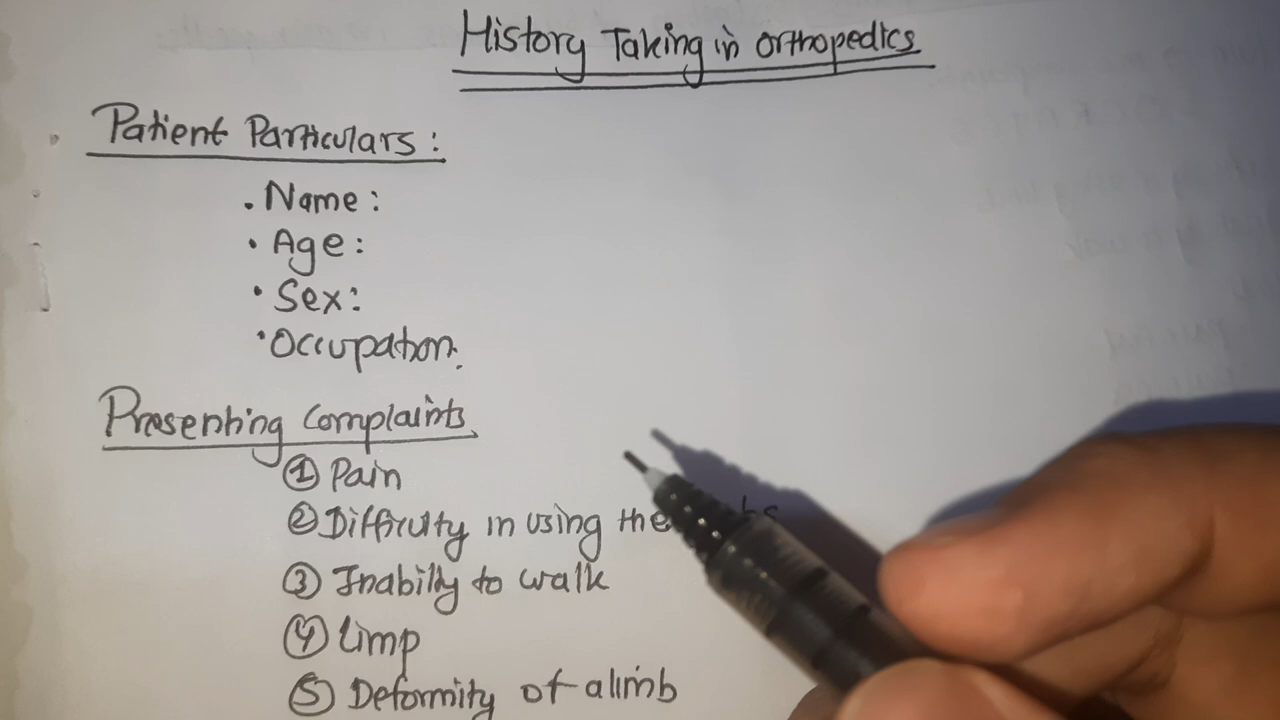 History Taking in Orthopedics
Patient Particulars :
. Name :
• Age :
• Sex :
• Occupation.
Presenting Complaints
① Pain
② Difficulty in using the
③ Inability to walk
④ Limp
⑤ Deformity of a limb